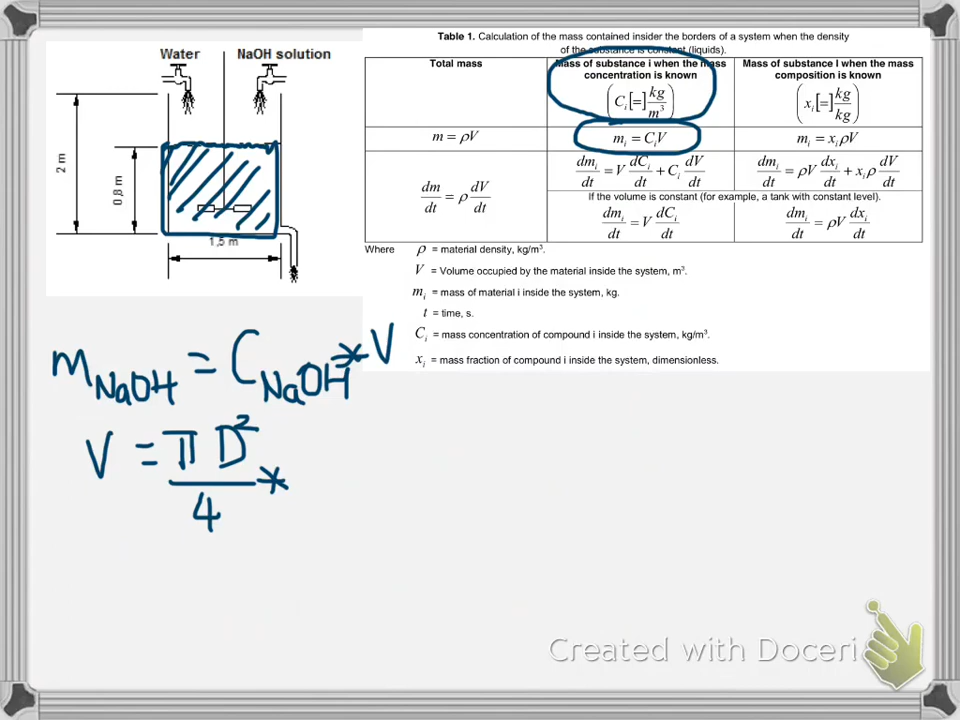 Water NaOH solution
2 m
0,8 m
1,5 m
Table 1. Calculation of the mass contained insider the borders of a system when the density
of the substance is constant (liquids).
Total mass
Mass of substance i when the mass
concentration is known
(C_i[=] kg/m³)
Mass of substance I when the mass
composition is known
(x_i[=] kg/kg)
m = ρV
m_i = C_iV
m_i = x_iρV
dm/dt = ρ dV/dt
dm_i/dt = V dC_i/dt + C_i dV/dt
dm_i/dt = ρV dx_i/dt + x_iρ dV/dt
If the volume is constant (for example, a tank with constant level).
dm_i/dt = V dC_i/dt
dm_i/dt = ρV dx_i/dt
Where ρ = material density, kg/m³.
V = Volume occupied by the material inside the system, m³.
m_i = mass of material i inside the system, kg.
t = time, s.
C_i = mass concentration of compound i inside the system, kg/m³.
x_i = mass fraction of compound i inside the system, dimensionless.
m_NaOH = C_NaOH * V
V = πD²/4 *
Created with Doceri